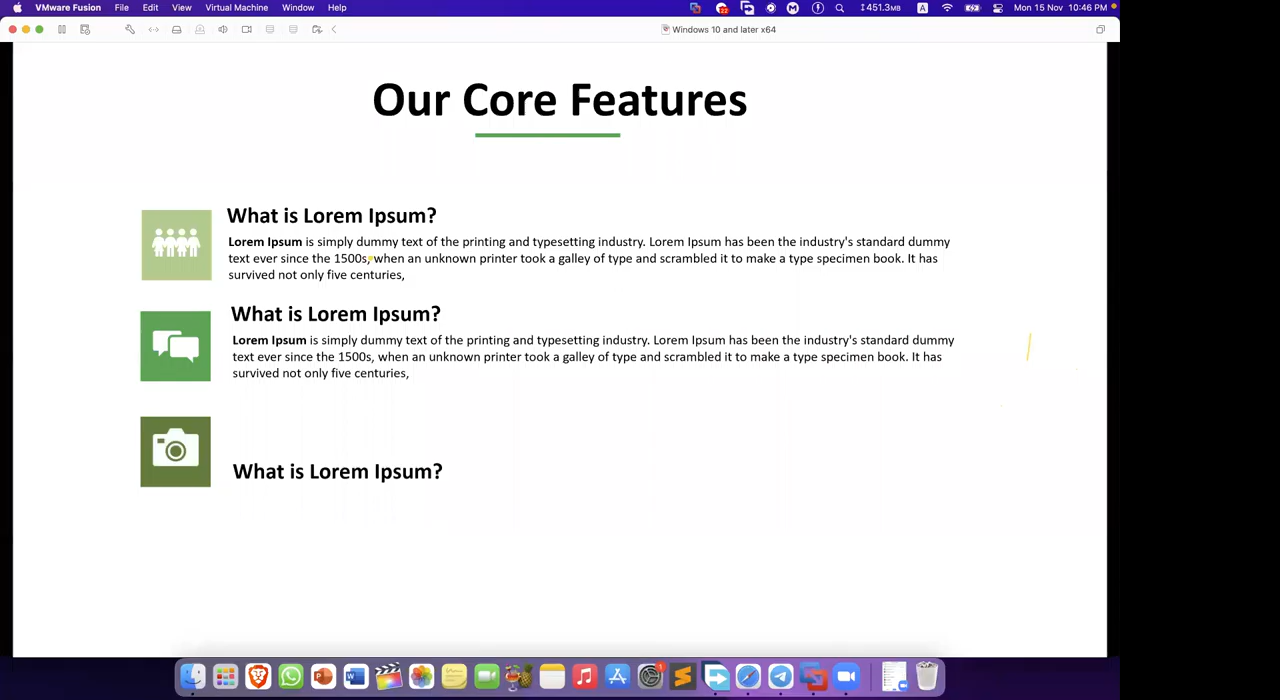 VMware Fusion File Edit View Virtual Machine Window Help 451.3MB A Mon 15 Nov 10:46 PM
Windows 10 and later x64
Our Core Features
What is Lorem Ipsum?
Lorem Ipsum is simply dummy text of the printing and typesetting industry. Lorem Ipsum has been the industry's standard dummy
text ever since the 1500s, when an unknown printer took a galley of type and scrambled it to make a type specimen book. It has
survived not only five centuries,
What is Lorem Ipsum?
Lorem Ipsum is simply dummy text of the printing and typesetting industry. Lorem Ipsum has been the industry's standard dummy
text ever since the 1500s, when an unknown printer took a galley of type and scrambled it to make a type specimen book. It has
survived not only five centuries,
What is Lorem Ipsum?